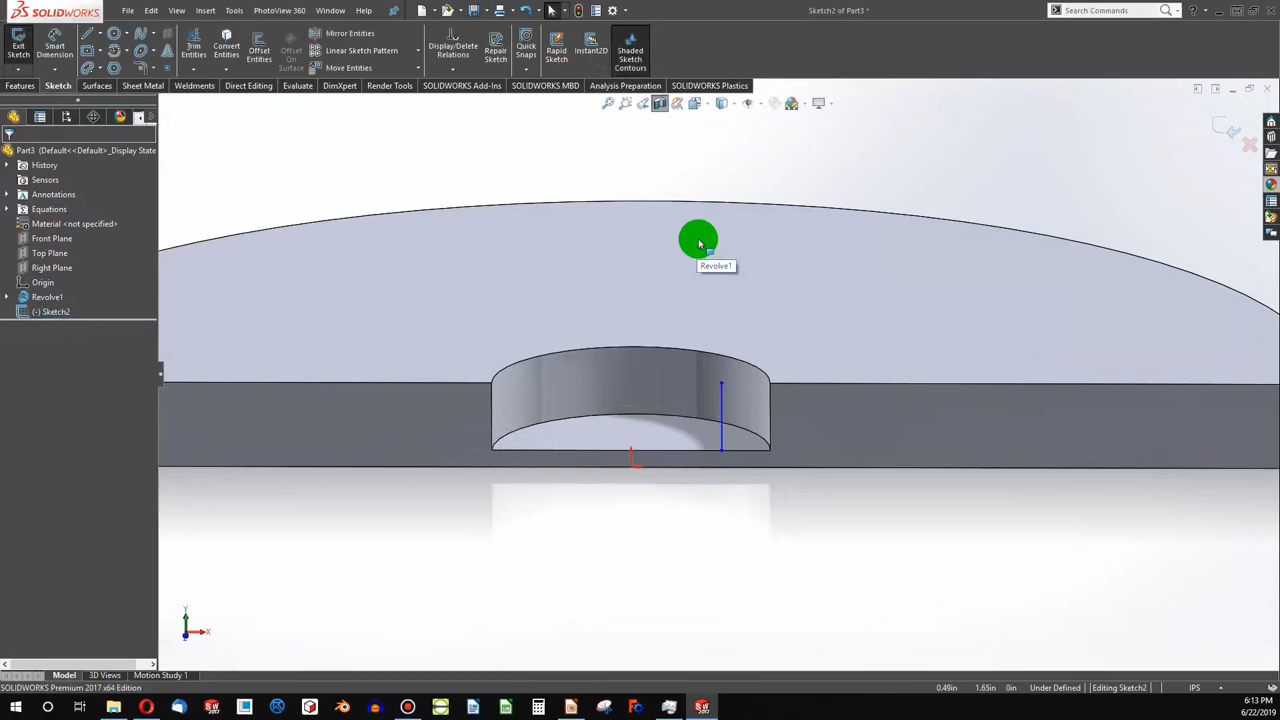 SOLIDWORKS
File Edit View Insert Tools PhotoView 360 Window Help
Sketch2 of Part3 *
Search Commands
Exit Sketch
Smart Dimension
Trim Entities
Convert Entities
Offset Entities
Offset On Surface
Mirror Entities
Linear Sketch Pattern
Move Entities
Display/Delete Relations
Repair Sketch
Quick Snaps
Rapid Sketch
Instant2D
Shaded Sketch Contours
Features Sketch Surfaces Sheet Metal Weldments Direct Editing Evaluate DimXpert Render Tools SOLIDWORKS Add-Ins SOLIDWORKS MBD Analysis Preparation SOLIDWORKS Plastics
Part3 (Default<<Default>_Display State
History
Sensors
Annotations
Equations
Material <not specified>
Front Plane
Top Plane
Right Plane
Origin
Revolve1
(-) Sketch2
Revolve1
Y
X
Z
Model 3D Views Motion Study 1
SOLIDWORKS Premium 2017 x64 Edition
0.49in 1.65in 0in Under Defined Editing Sketch2 IPS
6:13 PM
6/22/2019